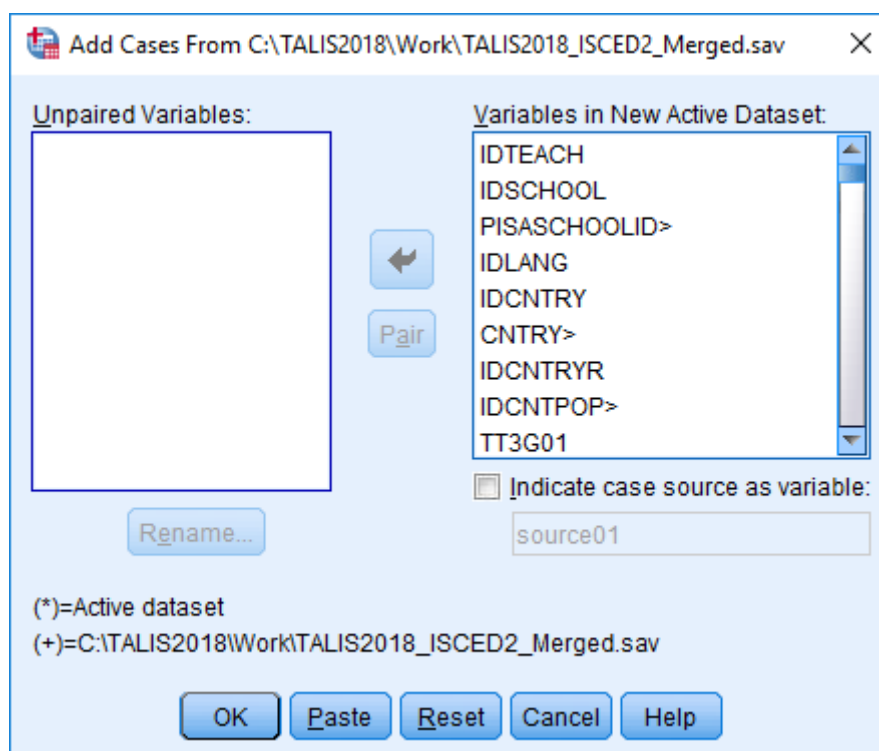 Add Cases From C:\TALIS2018\Work\TALIS2018_ISCED2_Merged.sav
Unpaired Variables:
Variables in New Active Dataset:
IDTEACH
IDSCHOOL
PISASCHOOLID>
IDLANG
IDCNTRY
CNTRY>
IDCNTRYR
IDCNTPOP>
TT3G01
Pair
Indicate case source as variable:
source01
Rename...
(*)=Active dataset
(+)=C:\TALIS2018\Work\TALIS2018_ISCED2_Merged.sav
OK Paste Reset Cancel Help